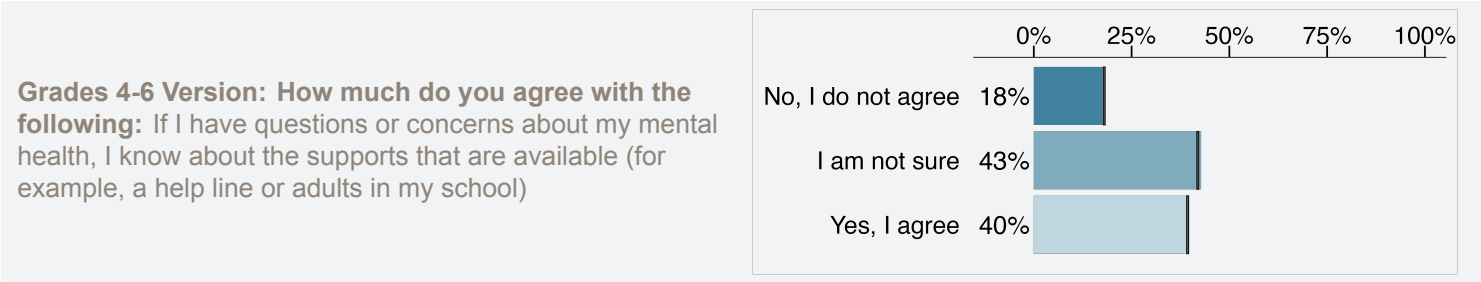 Grades 4-6 Version: How much do you agree with the
following: If I have questions or concerns about my mental
health, I know about the supports that are available (for
example, a help line or adults in my school)
0% 25% 50% 75% 100%
No, I do not agree 18%
I am not sure 43%
Yes, I agree 40%